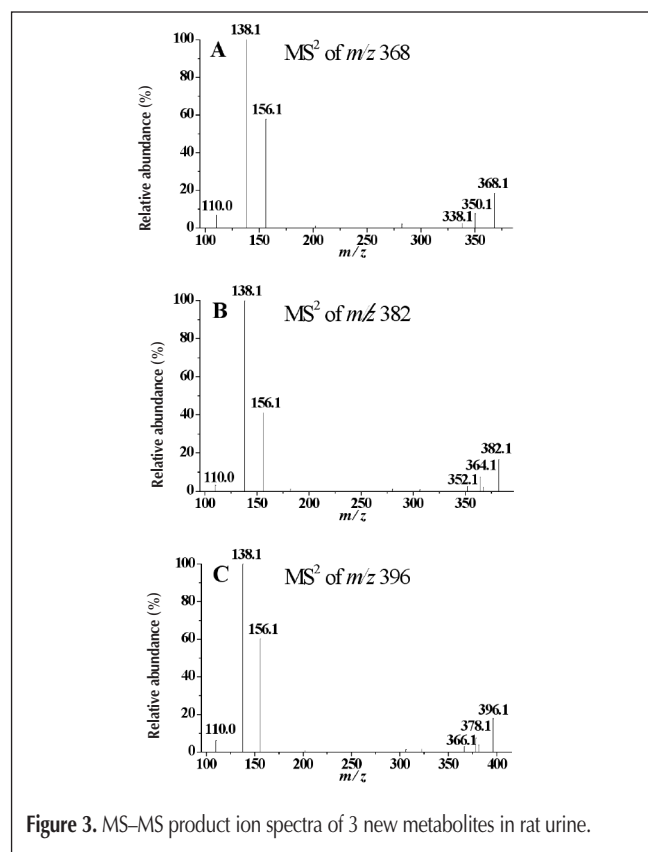 A
MS² of m/z 368
Relative abundance (%)
100
80
60
40
20
0
138.1
156.1
110.0
338.1
350.1
368.1
100 150 200 250 300 350
m/z
B
MS² of m/z 382
Relative abundance (%)
100
80
60
40
20
0
138.1
156.1
110.0
352.1
364.1
382.1
100 150 200 250 300 350
m/z
C
MS² of m/z 396
Relative abundance (%)
100
80
60
40
20
0
138.1
156.1
110.0
366.1
378.1
396.1
100 150 200 250 300 350 400
m/z
Figure 3. MS–MS product ion spectra of 3 new metabolites in rat urine.